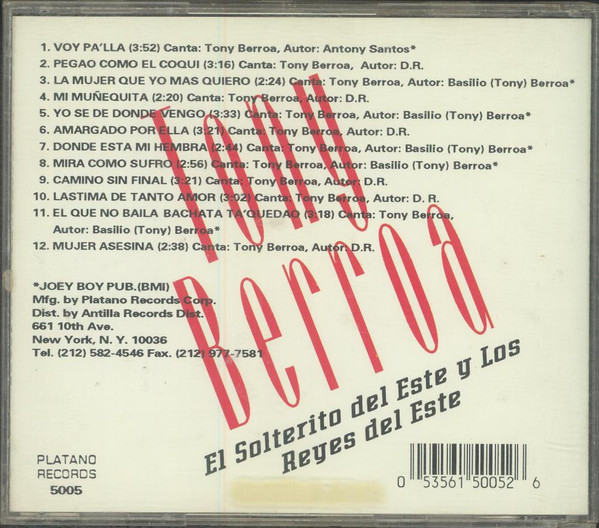 1. VOY PA'LLA (3:52) Canta: Tony Berroa, Autor: Antony Santos*
2. PEGAO COMO EL COQUI (3:16) Canta: Tony Berroa, Autor: D.R.
3. LA MUJER QUE YO MAS QUIERO (2:24) Canta: Tony Berroa, Autor: Basilio (Tony) Berroa*
4. MI MUÑEQUITA (2:20) Canta: Tony Berroa, Autor: D.R.
5. YO SE DE DONDE VENGO (3:33) Canta: Tony Berroa, Autor: Basilio (Tony) Berroa*
6. AMARGADO POR ELLA (3:21) Canta: Tony Berroa, Autor: D.R.
7. DONDE ESTA MI HEMBRA (2:44) Canta: Tony Berroa, Autor: Basilio (Tony) Berroa*
8. MIRA COMO SUFRO (2:56) Canta: Tony Berroa, Autor: Basilio (Tony) Berroa*
9. CAMINO SIN FINAL (3:21) Canta: Tony Berroa, Autor: D.R.
10. LASTIMA DE TANTO AMOR (3:02) Canta: Tony Berroa, Autor: D.R.
11. EL QUE NO BAILA BACHATA TA'QUEDAO (3:18) Canta: Tony Berroa,
Autor: Basilio (Tony) Berroa*
12. MUJER ASESINA (2:38) Canta: Tony Berroa, Autor: D.R.
Tony
Berroa
*JOEY BOY PUB.(BMI)
Mfg. by Platano Records Corp.
Dist. by Antilla Records Dist.
661 10th Ave.
New York, N. Y. 10036
Tel. (212) 582-4546 Fax. (212) 977-7581
El Solterito del Este y Los
Reyes del Este
PLATANO
RECORDS
5005
0 53561 50052 6